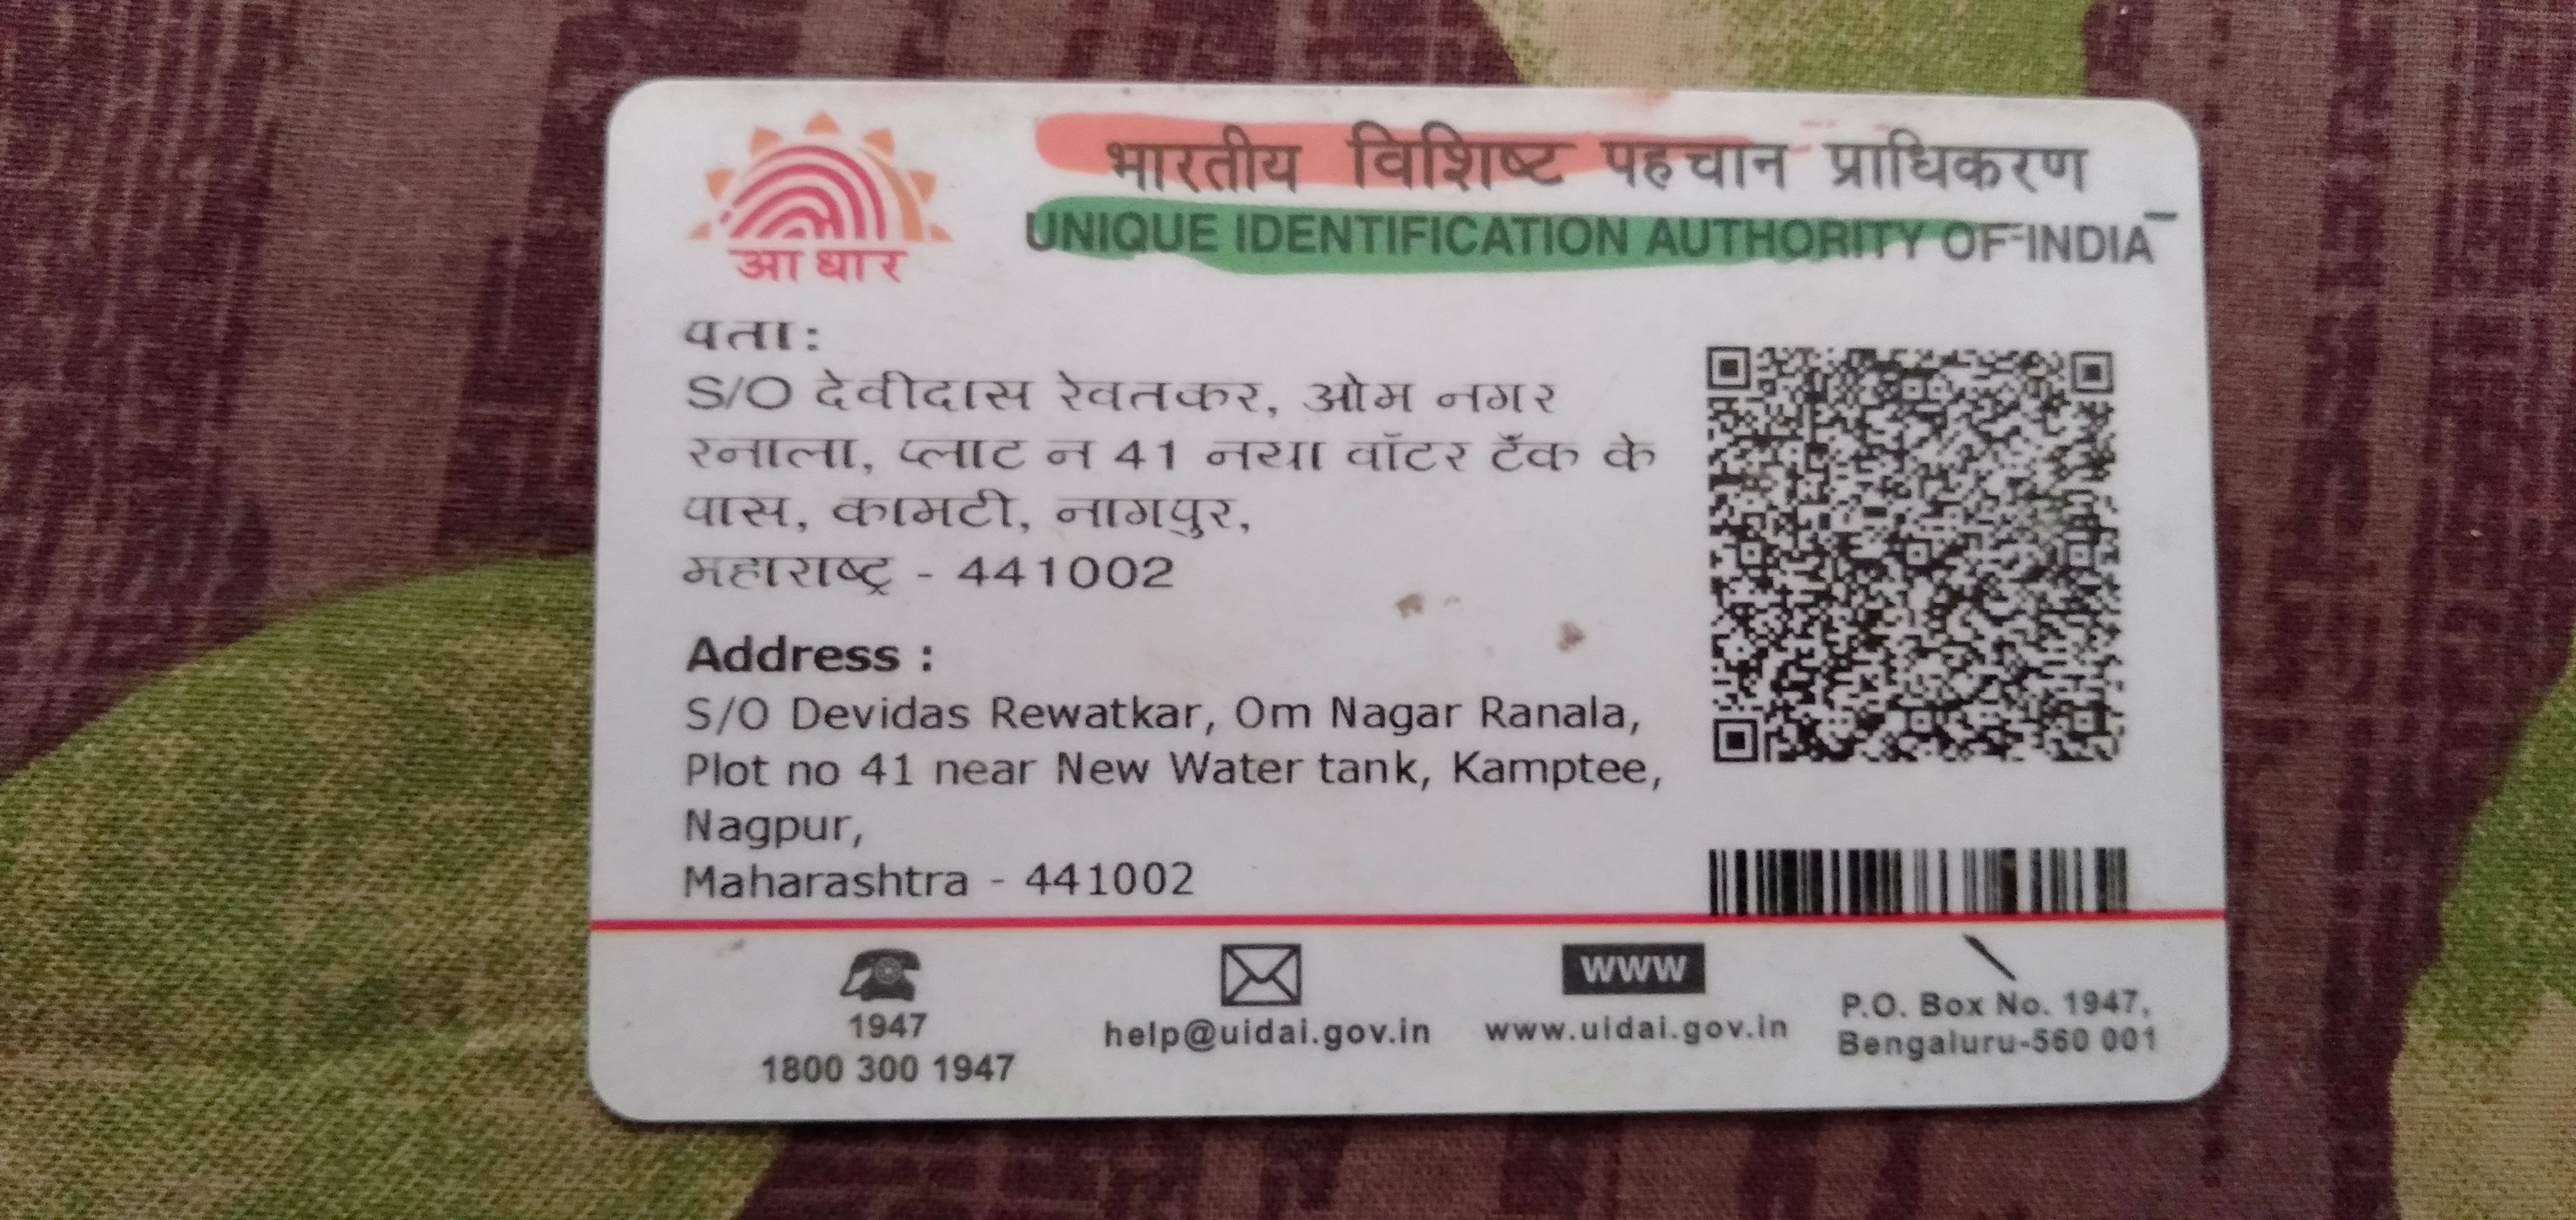 आधार
भारतीय विशिष्ट पहचान प्राधिकरण
UNIQUE IDENTIFICATION AUTHORITY OF INDIA
पता:
S/O देवीदास रेवतकर, ओम नगर
रनाला, प्लाट न 41 नया वॉटर टॅंक के
पास, कामटी, नागपुर,
महाराष्ट्र - 441002
Address :
S/O Devidas Rewatkar, Om Nagar Ranala,
Plot no 41 near New Water tank, Kamptee,
Nagpur,
Maharashtra - 441002
1947
1800 300 1947
help@uidai.gov.in
www
www.uidai.gov.in
P.O. Box No. 1947,
Bengaluru-560 001